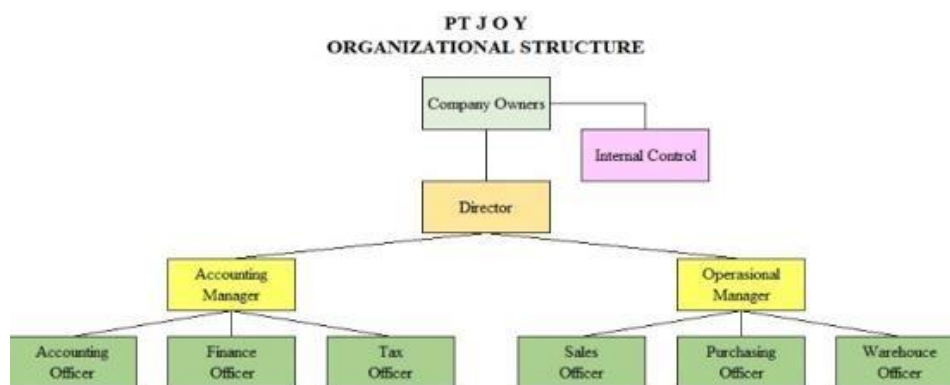 PT J O Y
ORGANIZATIONAL STRUCTURE
Company Owners
Internal Control
Director
Accounting
Manager
Operasional
Manager
Accounting
Officer
Finance
Officer
Tax
Officer
Sales
Officer
Purchasing
Officer
Warehouce
Officer